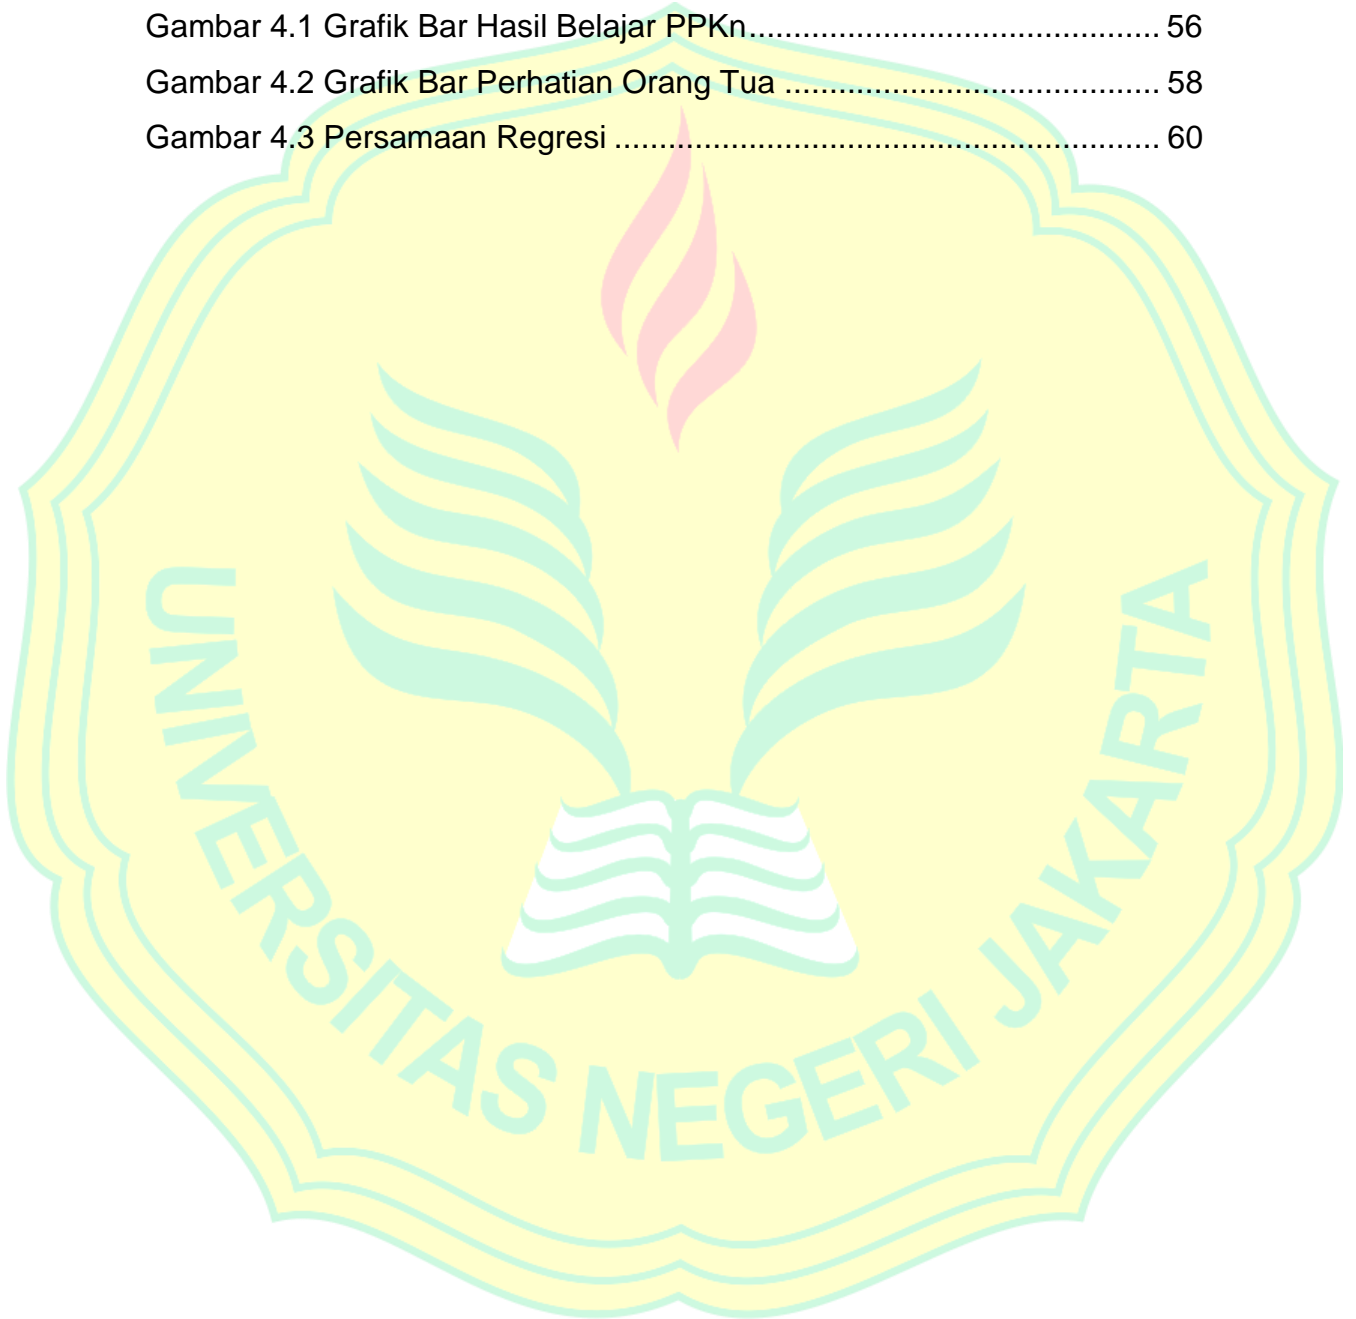 Gambar 4.1 Grafik Bar Hasil Belajar PPKn.............................................. 56
Gambar 4.2 Grafik Bar Perhatian Orang Tua .......................................... 58
Gambar 4.3 Persamaan Regresi ............................................................. 60
UNIVERSITAS NEGERI JAKARTA